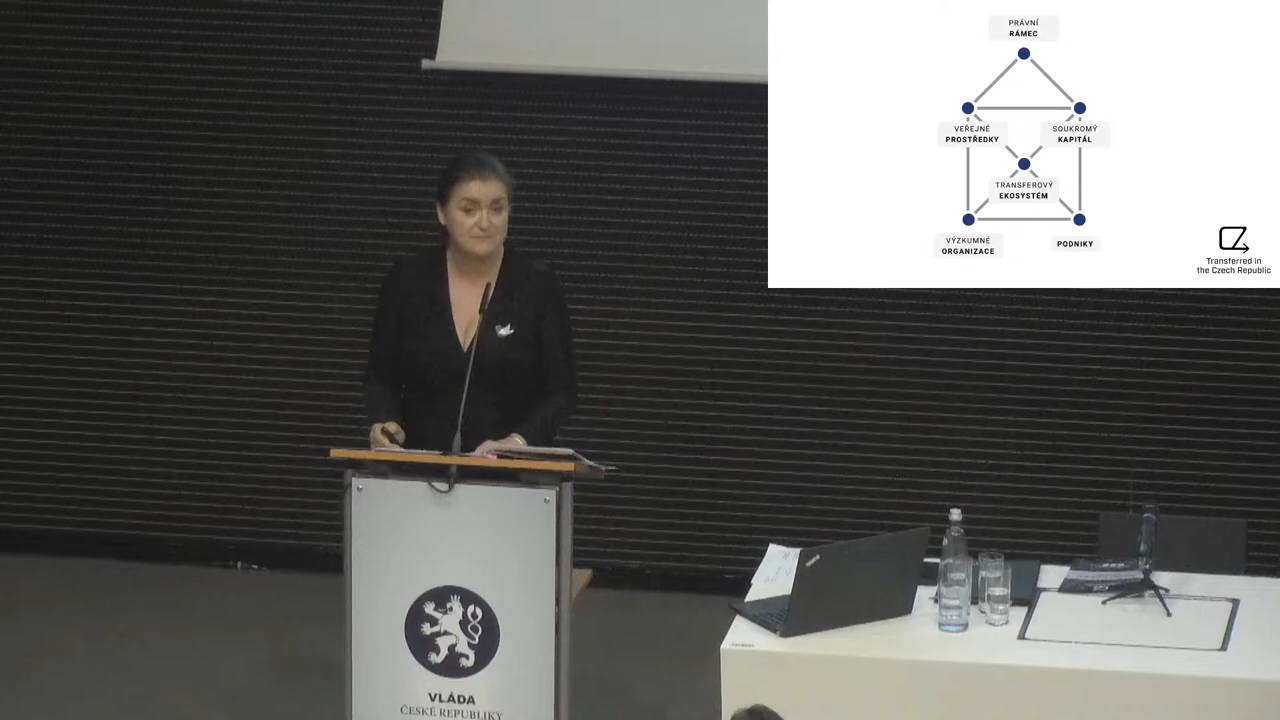 PRÁVNÍ
RÁMEC
VEŘEJNÉ
PROSTŘEDKY
SOUKROMÝ
KAPITÁL
TRANSFEROVÝ
EKOSYSTÉM
VÝZKUMNÉ
ORGANIZACE
PODNIKY
Transferred in
the Czech Republic
VLÁDA
ČESKÉ REPUBLIKY